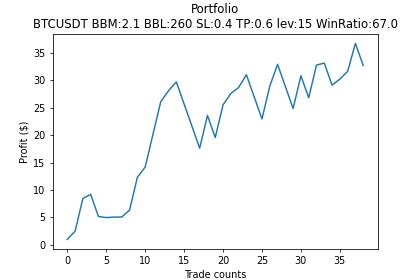 Portfolio
BTCUSDT BBM:2.1 BBL:260 SL:0.4 TP:0.6 lev:15 WinRatio:67.0
35
30
25
20
15
10
5
0
Profit ($)
0 5 10 15 20 25 30 35
Trade counts